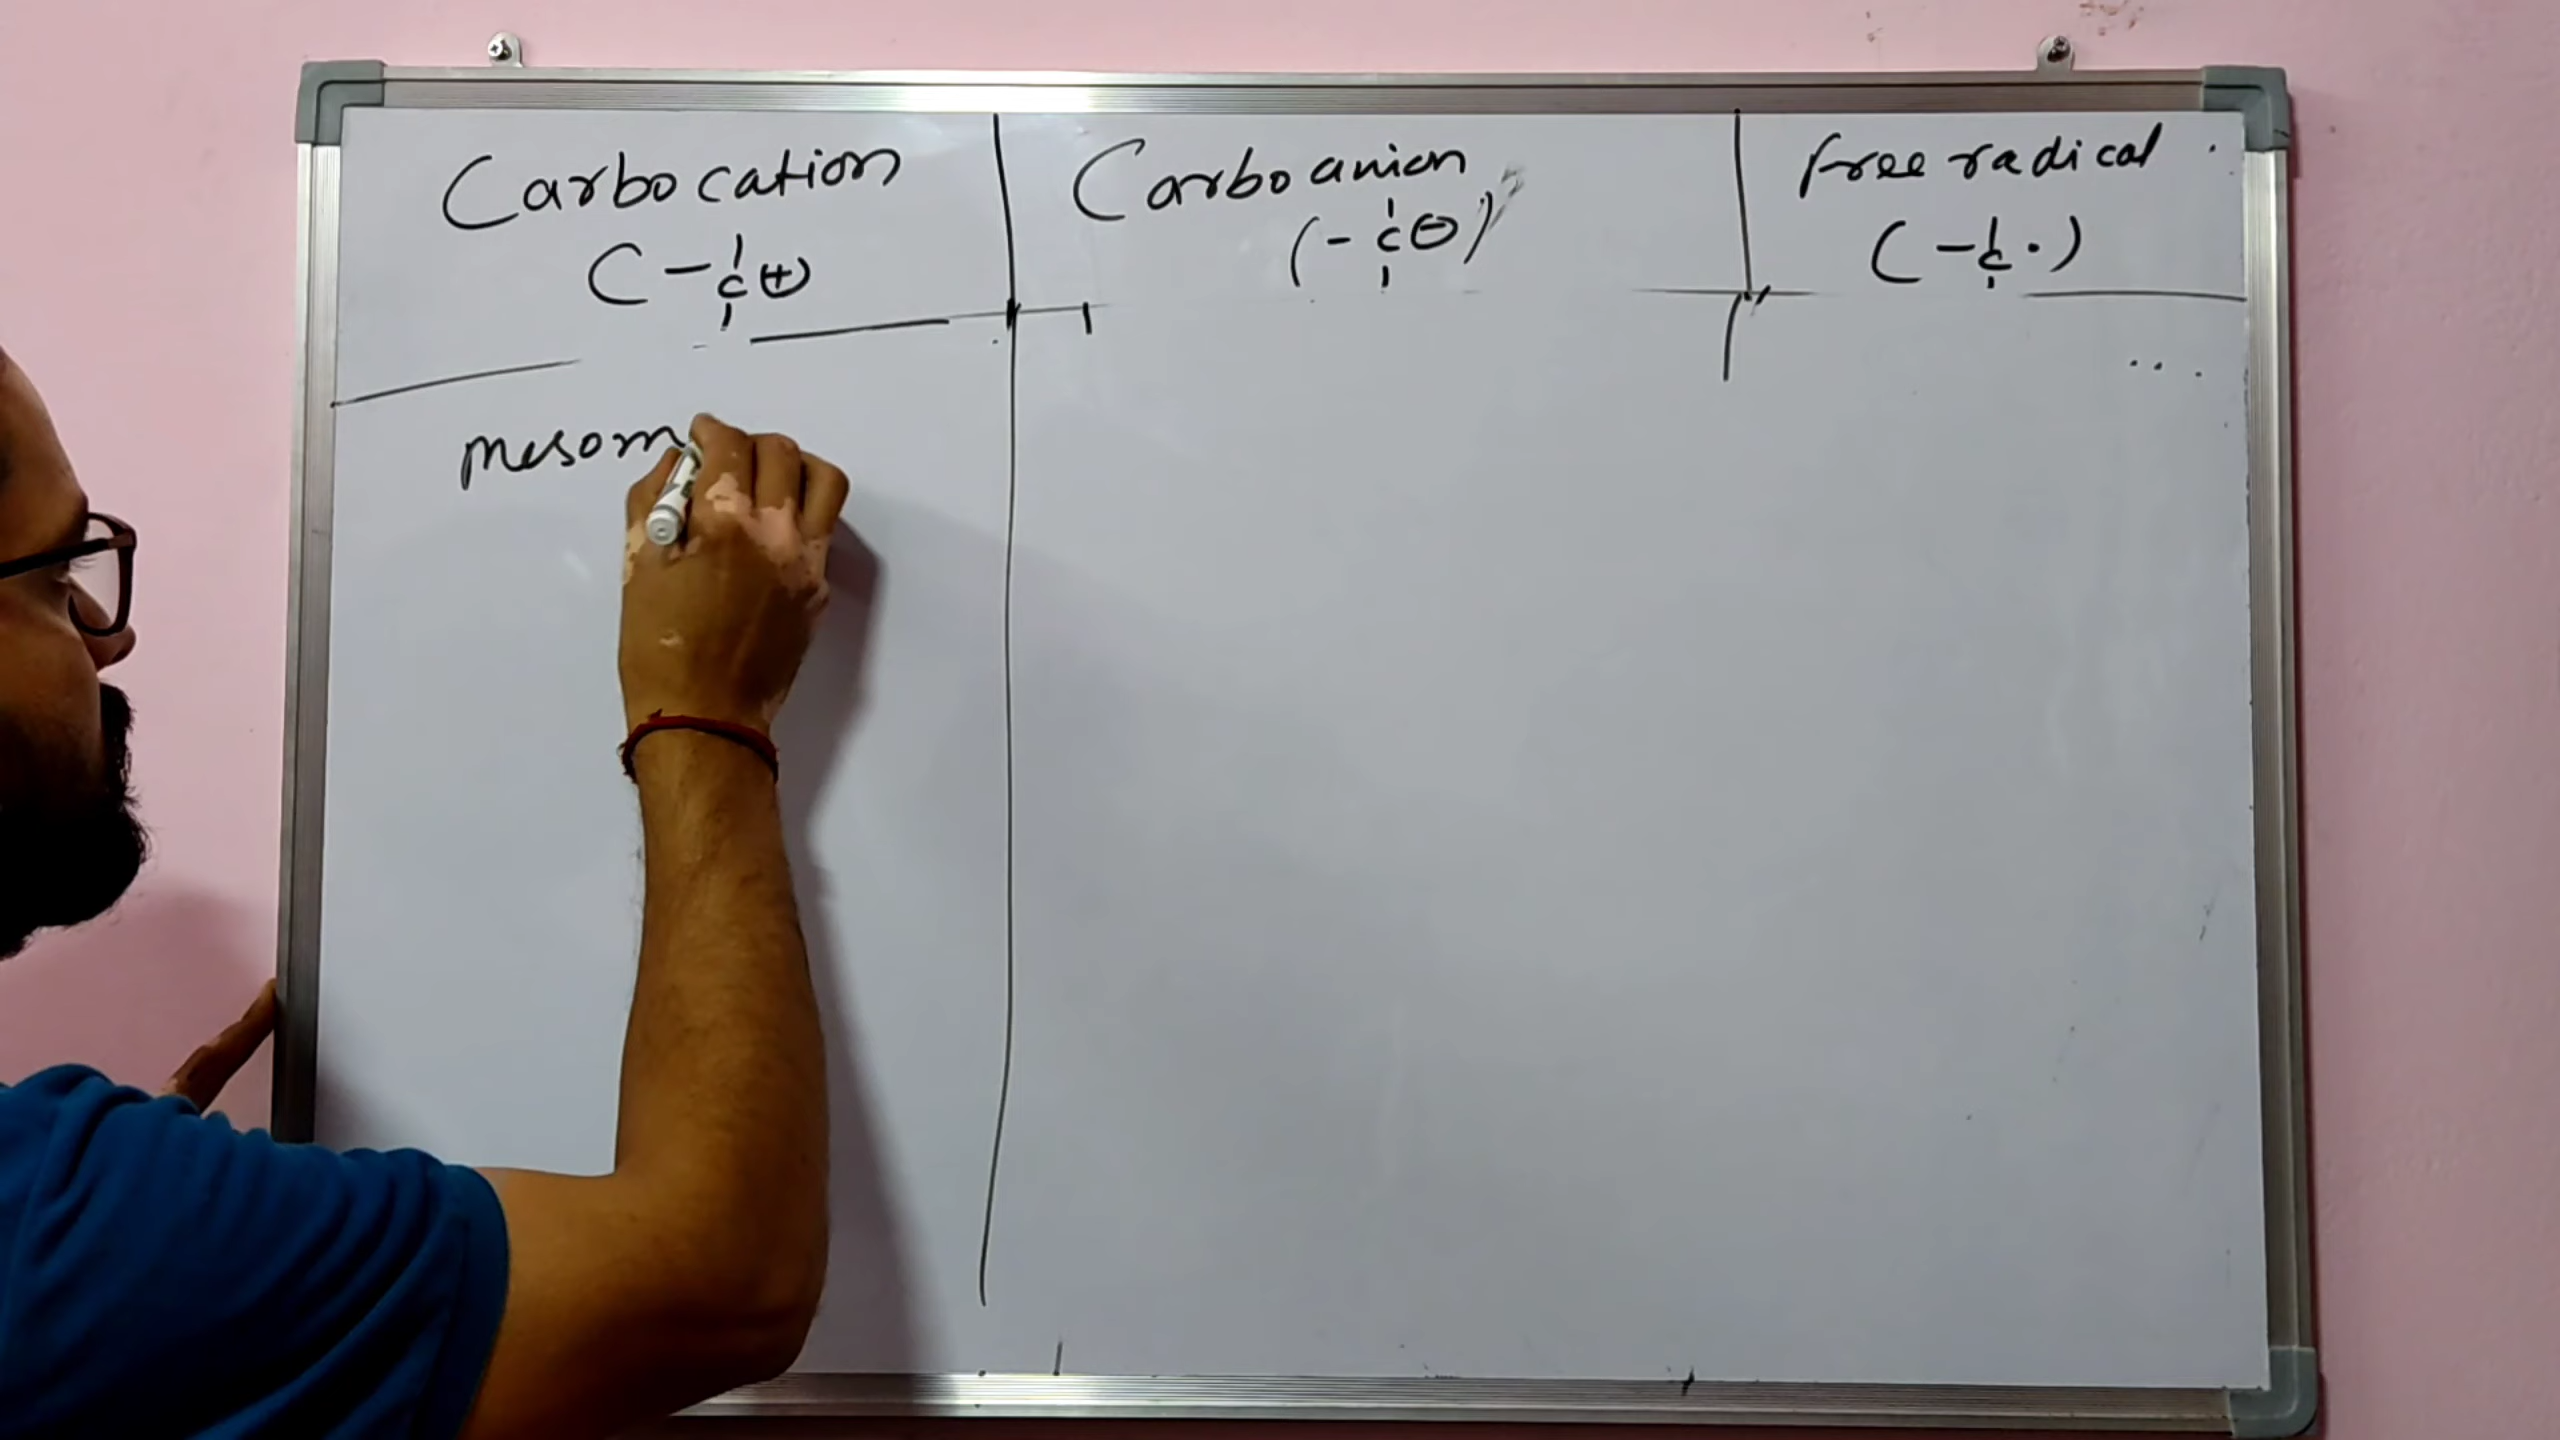 Carbocation
(-C⊕
Carboanion
(-C⊖)
free radical
(-C·)
mesom